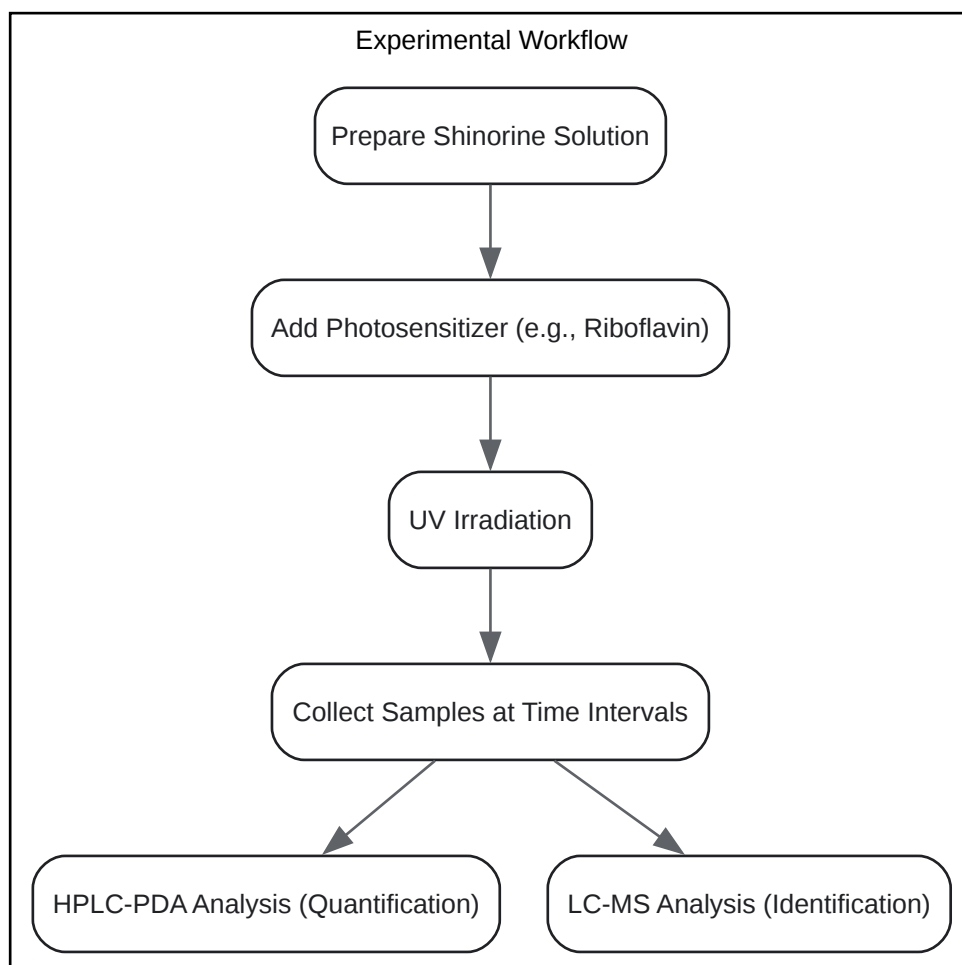 Experimental Workflow
Prepare Shinorine Solution
Add Photosensitizer (e.g., Riboflavin)
UV Irradiation
Collect Samples at Time Intervals
HPLC-PDA Analysis (Quantification)
LC-MS Analysis (Identification)